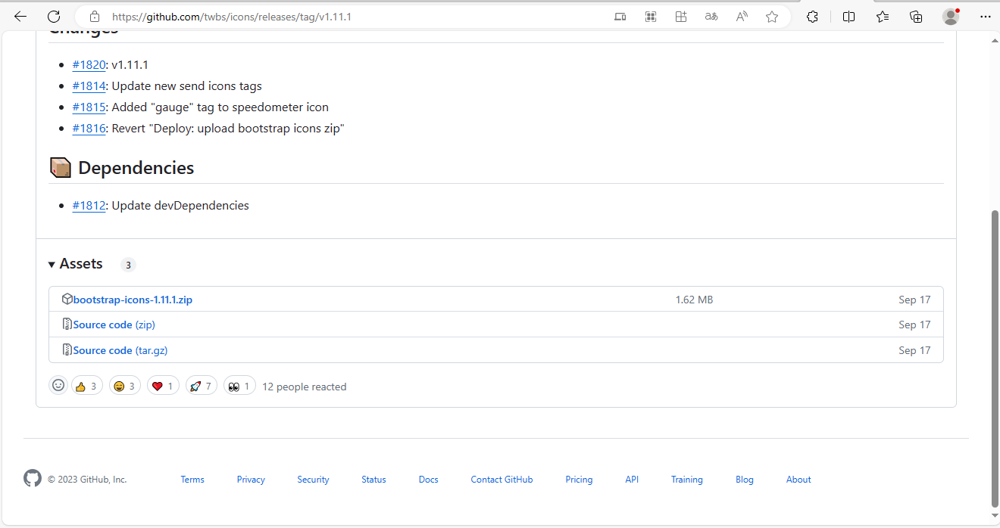 https://github.com/twbs/icons/releases/tag/v1.11.1
Changes
#1820: v1.11.1
#1814: Update new send icons tags
#1815: Added "gauge" tag to speedometer icon
#1816: Revert "Deploy: upload bootstrap icons zip"
Dependencies
#1812: Update devDependencies
Assets 3
bootstrap-icons-1.11.1.zip 1.62 MB Sep 17
Source code (zip) Sep 17
Source code (tar.gz) Sep 17
3 3 1 7 1 12 people reacted
© 2023 GitHub, Inc. Terms Privacy Security Status Docs Contact GitHub Pricing API Training Blog About